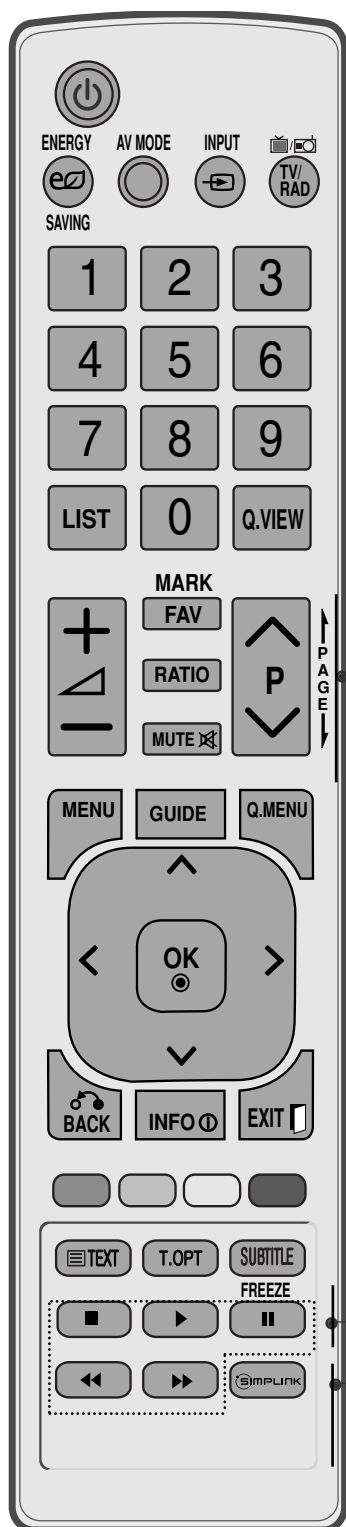 ENERGY AV MODE INPUT
TV/
RAD
SAVING
1 2 3
4 5 6
7 8 9
LIST 0 Q.VIEW
MARK
FAV
RATIO P
MUTE
PAGE
MENU GUIDE Q.MENU
OK
BACK INFO EXIT
TEXT T.OPT SUBTITLE
FREEZE
SIMPLINK